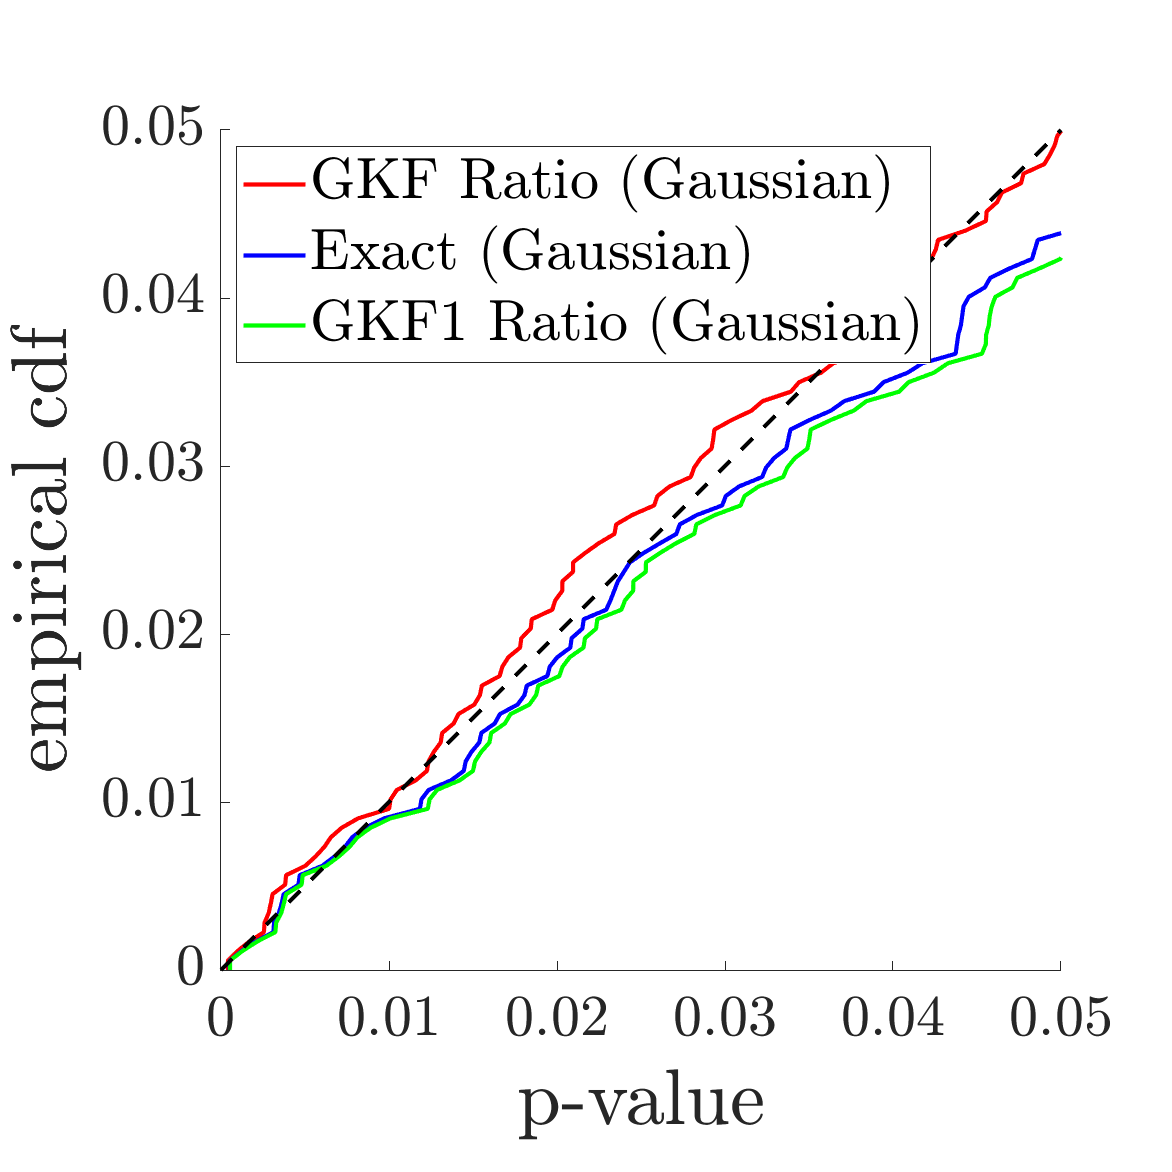 0.05
0.04
0.03
0.02
0.01
0
empirical cdf
GKF Ratio (Gaussian)
Exact (Gaussian)
GKF1 Ratio (Gaussian)
0 0.01 0.02 0.03 0.04 0.05
p-value